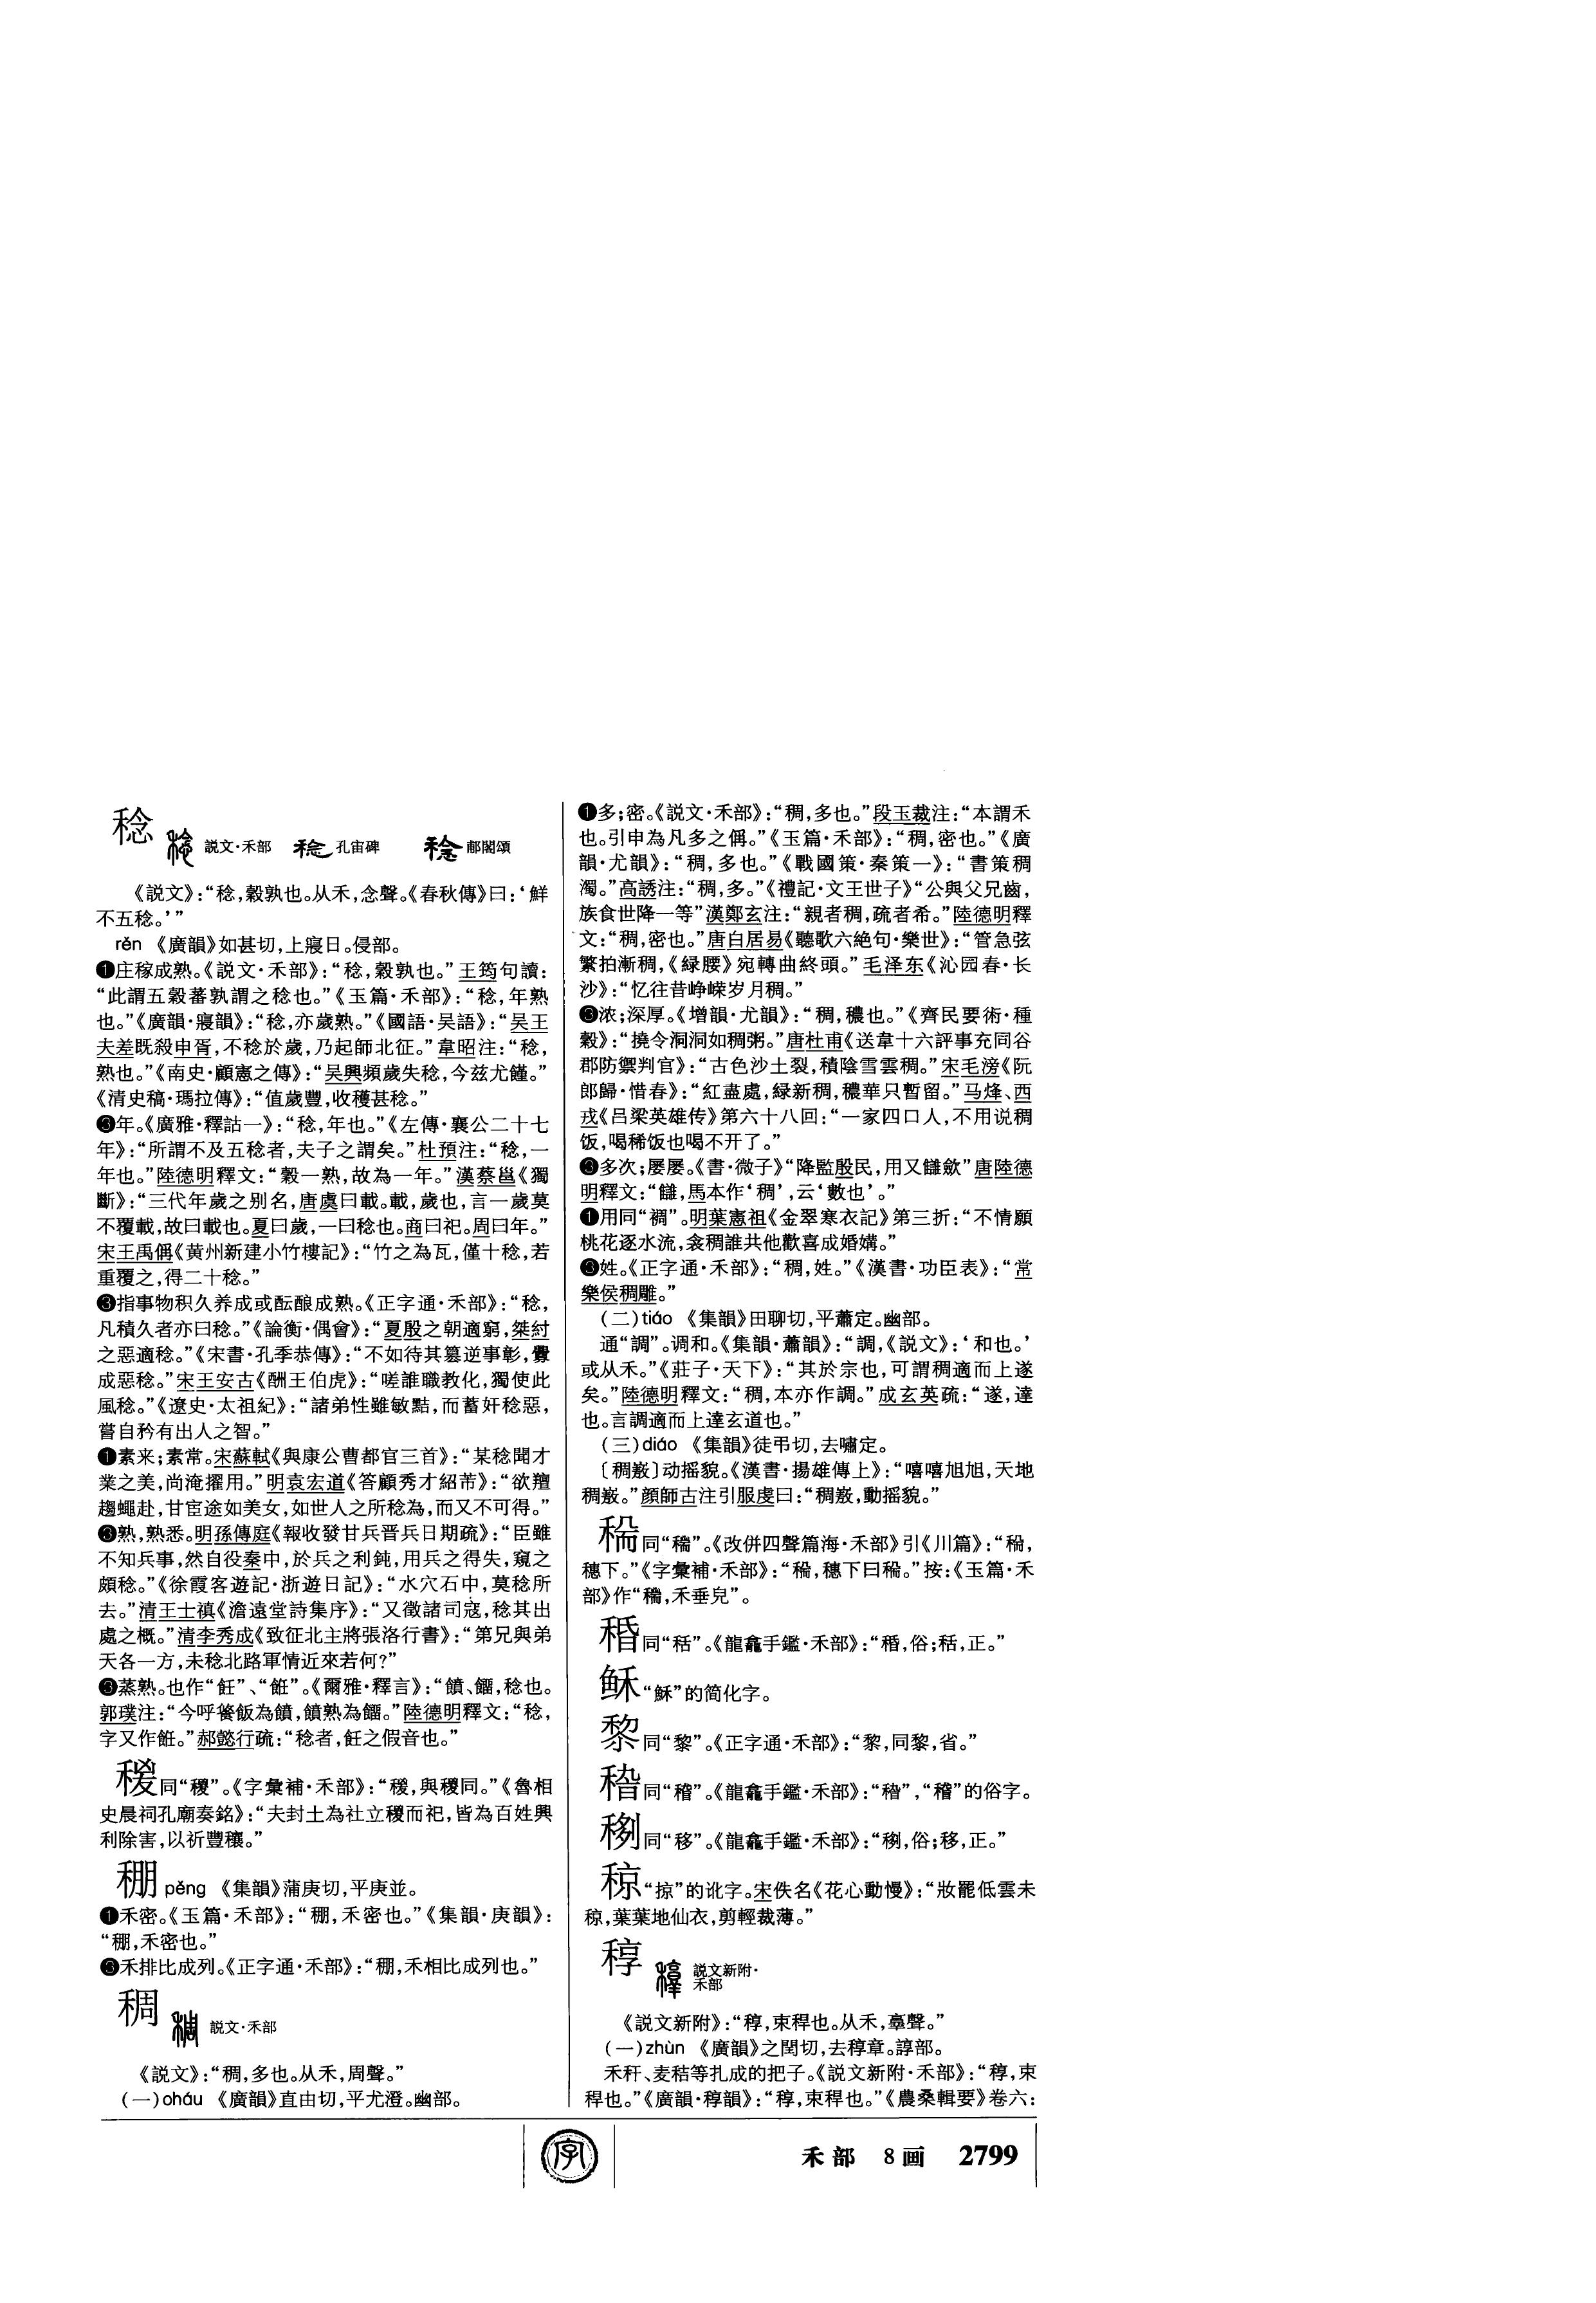 稔
説文·禾部 孔宙碑 郙閣頌
《説文》：“稔，穀孰也。从禾，念聲。《春秋傳》曰：‘鮮
不五稔。’”
rěn 《廣韻》如甚切，上寑日。侵部。
❶庄稼成熟。《説文·禾部》：“稔，穀孰也。”王筠句讀：
“此謂五穀蕃孰謂之稔也。”《玉篇·禾部》：“稔，年熟
也。”《廣韻·寑韻》：“稔，亦歲熟。”《國語·吴語》：“吴王
夫差既殺申胥，不稔於歲，乃起師北征。”韋昭注：“稔，
熟也。”《南史·顧憲之傳》：“吴興頻歲失稔，今兹尤饉。”
《清史稿·瑪拉傳》：“值歲豐，收穫甚稔。”
❸年。《廣雅·釋詁一》：“稔，年也。”《左傳·襄公二十七
年》：“所謂不及五稔者，夫子之謂矣。”杜預注：“稔，一
年也。”陸德明釋文：“穀一熟，故為一年。”漢蔡邕《獨
斷》：“三代年歲之别名，唐虞曰載。載，歲也，言一歲莫
不覆載，故曰載也。夏曰歲，一曰稔也。商曰祀。周曰年。”
宋王禹偁《黄州新建小竹樓記》：“竹之為瓦，僅十稔，若
重覆之，得二十稔。”
❸指事物积久养成或酝酿成熟。《正字通·禾部》：“稔，
凡積久者亦曰稔。”《論衡·偶會》：“夏殷之朝適窮，桀紂
之惡適稔。”《宋書·孔季恭傳》：“不如待其篡逆事彰，釁
成惡稔。”宋王安古《酬王伯虎》：“嗟誰職教化，獨使此
風稔。”《遼史·太祖紀》：“諸弟性雖敏黠，而蓄奸稔惡，
嘗自矜有出人之智。”
❶素来；素常。宋蘇軾《與康公曹都官三首》：“某稔聞才
業之美，尚淹擢用。”明袁宏道《答顧秀才紹芾》：“欲羶
趨蠅赴，甘宦途如美女，如世人之所稔為，而又不可得。”
❸熟，熟悉。明孫傳庭《報收發甘兵晋兵日期疏》：“臣雖
不知兵事，然自役秦中，於兵之利鈍，用兵之得失，窺之
頗稔。”《徐霞客遊記·浙遊日記》：“水穴石中，莫稔所
去。”清王士禛《澹遠堂詩集序》：“又徵諸司寇，稔其出
處之概。”清李秀成《致征北主將張洛行書》：“第兄與弟
天各一方，未稔北路軍情近來若何？”
❸蒸熟。也作“飪”、“餁”。《爾雅·釋言》：“饙、餾，稔也。
郭璞注：“今呼餐飯為饙，饙熟為餾。”陸德明釋文：“稔，
字又作餁。”郝懿行疏：“稔者，飪之假音也。”
同“稷”。《字彙補·禾部》：“稷，與稷同。”《魯相
史晨祠孔廟奏銘》：“夫封土為社立稷而祀，皆為百姓興
利除害，以祈豐穰。”
稝 pěng 《集韻》蒲庚切，平庚並。
❶禾密。《玉篇·禾部》：“稝，禾密也。”《集韻·庚韻》：
“稝，禾密也。”
❸禾排比成列。《正字通·禾部》：“稝，禾相比成列也。”
稠
説文·禾部
《説文》：“稠，多也。从禾，周聲。”
（一）oháu 《廣韻》直由切，平尤澄。幽部。
❶多；密。《説文·禾部》：“稠，多也。”段玉裁注：“本謂禾
也。引申為凡多之偁。”《玉篇·禾部》：“稠，密也。”《廣
韻·尤韻》：“稠，多也。”《戰國策·秦策一》：“書策稠
濁。”高誘注：“稠，多。”《禮記·文王世子》“公與父兄齒，
族食世降一等”漢鄭玄注：“親者稠，疏者希。”陸德明釋
文：“稠，密也。”唐白居易《聽歌六絶句·樂世》：“管急弦
繁拍漸稠，《緑腰》宛轉曲終頭。”毛泽东《沁园春·长
沙》：“忆往昔峥嵘岁月稠。”
❸浓；深厚。《增韻·尤韻》：“稠，穠也。”《齊民要術·種
穀》：“撓令洞洞如稠粥。”唐杜甫《送韋十六評事充同谷
郡防禦判官》：“古色沙土裂，積陰雪雲稠。”宋毛滂《阮
郎歸·惜春》：“紅盡處，緑新稠，穠華只暫留。”马烽、西
戎《吕梁英雄传》第六十八回：“一家四口人，不用说稠
饭，喝稀饭也喝不开了。”
❸多次；屡屡。《書·微子》“降監殷民，用又讎斂”唐陸德
明釋文：“讎，馬本作‘稠’，云‘數也’。”
❶用同“裯”。明葉憲祖《金翠寒衣記》第三折：“不情願
桃花逐水流，衾稠誰共他歡喜成婚媾。”
❸姓。《正字通·禾部》：“稠，姓。”《漢書·功臣表》：“常
樂侯稠雕。”
（二）tiáo 《集韻》田聊切，平蕭定。幽部。
通“調”。调和。《集韻·蕭韻》：“調，《説文》：‘和也。’
或从禾。”《莊子·天下》：“其於宗也，可謂稠適而上遂
矣。”陸德明釋文：“稠，本亦作調。”成玄英疏：“遂，達
也。言調適而上達玄道也。”
（三）diáo 《集韻》徒弔切，去嘯定。
〔稠𥻦〕动摇貌。《漢書·揚雄傳上》：“嘻嘻旭旭，天地
稠𥻦。”顔師古注引服虔曰：“稠𥻦，動摇貌。”
同“穚”。《改併四聲篇海·禾部》引《川篇》：“
穗下。”《字彙補·禾部》：“ 穗下曰 。”按：《玉篇·禾
部》作“ 禾垂皃”。
稥同“秳”。《龍龕手鑑·禾部》：“ 俗；秳，正。”
稣“穌”的简化字。
同“黎”。《正字通·禾部》：“ 同黎，省。”
同“稽”。《龍龕手鑑·禾部》：“ ”，“稽”的俗字。
同“移”。《龍龕手鑑·禾部》：“ 俗；移，正。”
稤“掠”的讹字。宋佚名《花心動慢》：“妝罷低雲未
稤，葉葉地仙衣，剪輕裁薄。”
稕
説文新附·
禾部
《説文新附》：“稕，束稈也。从禾，𦎫聲。”
（一）zhùn 《廣韻》之閏切，去稕章。諄部。
禾秆、麦秸等扎成的把子。《説文新附·禾部》：“稕，束
稈也。”《廣韻·稕韻》：“稕，束稈也。”《農桑輯要》卷六：
字
禾部 8画 2799